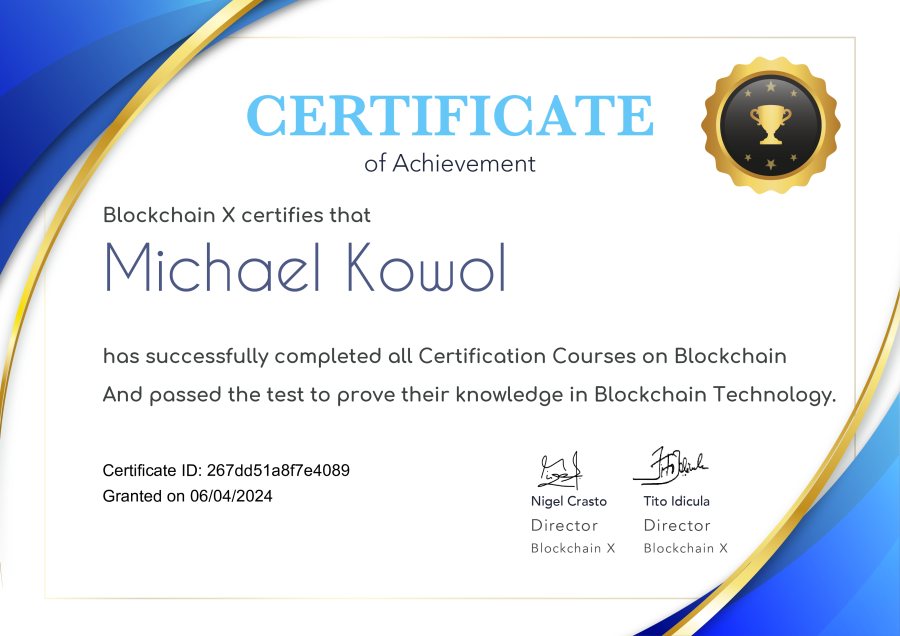 CERTIFICATE
of Achievement
Blockchain X certifies that
Michael Kowol
has successfully completed all Certification Courses on Blockchain
And passed the test to prove their knowledge in Blockchain Technology.
Certificate ID: 267dd51a8f7e4089
Granted on 06/04/2024
Nigel Crasto
Director
Blockchain X
Tito Idicula
Director
Blockchain X